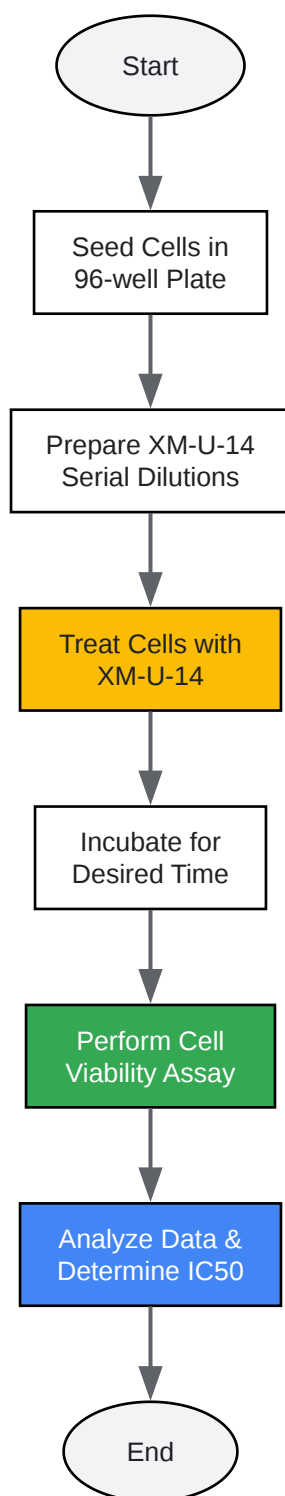 Start
Seed Cells in
96-well Plate
Prepare XM-U-14
Serial Dilutions
Treat Cells with
XM-U-14
Incubate for
Desired Time
Perform Cell
Viability Assay
Analyze Data &
Determine IC50
End